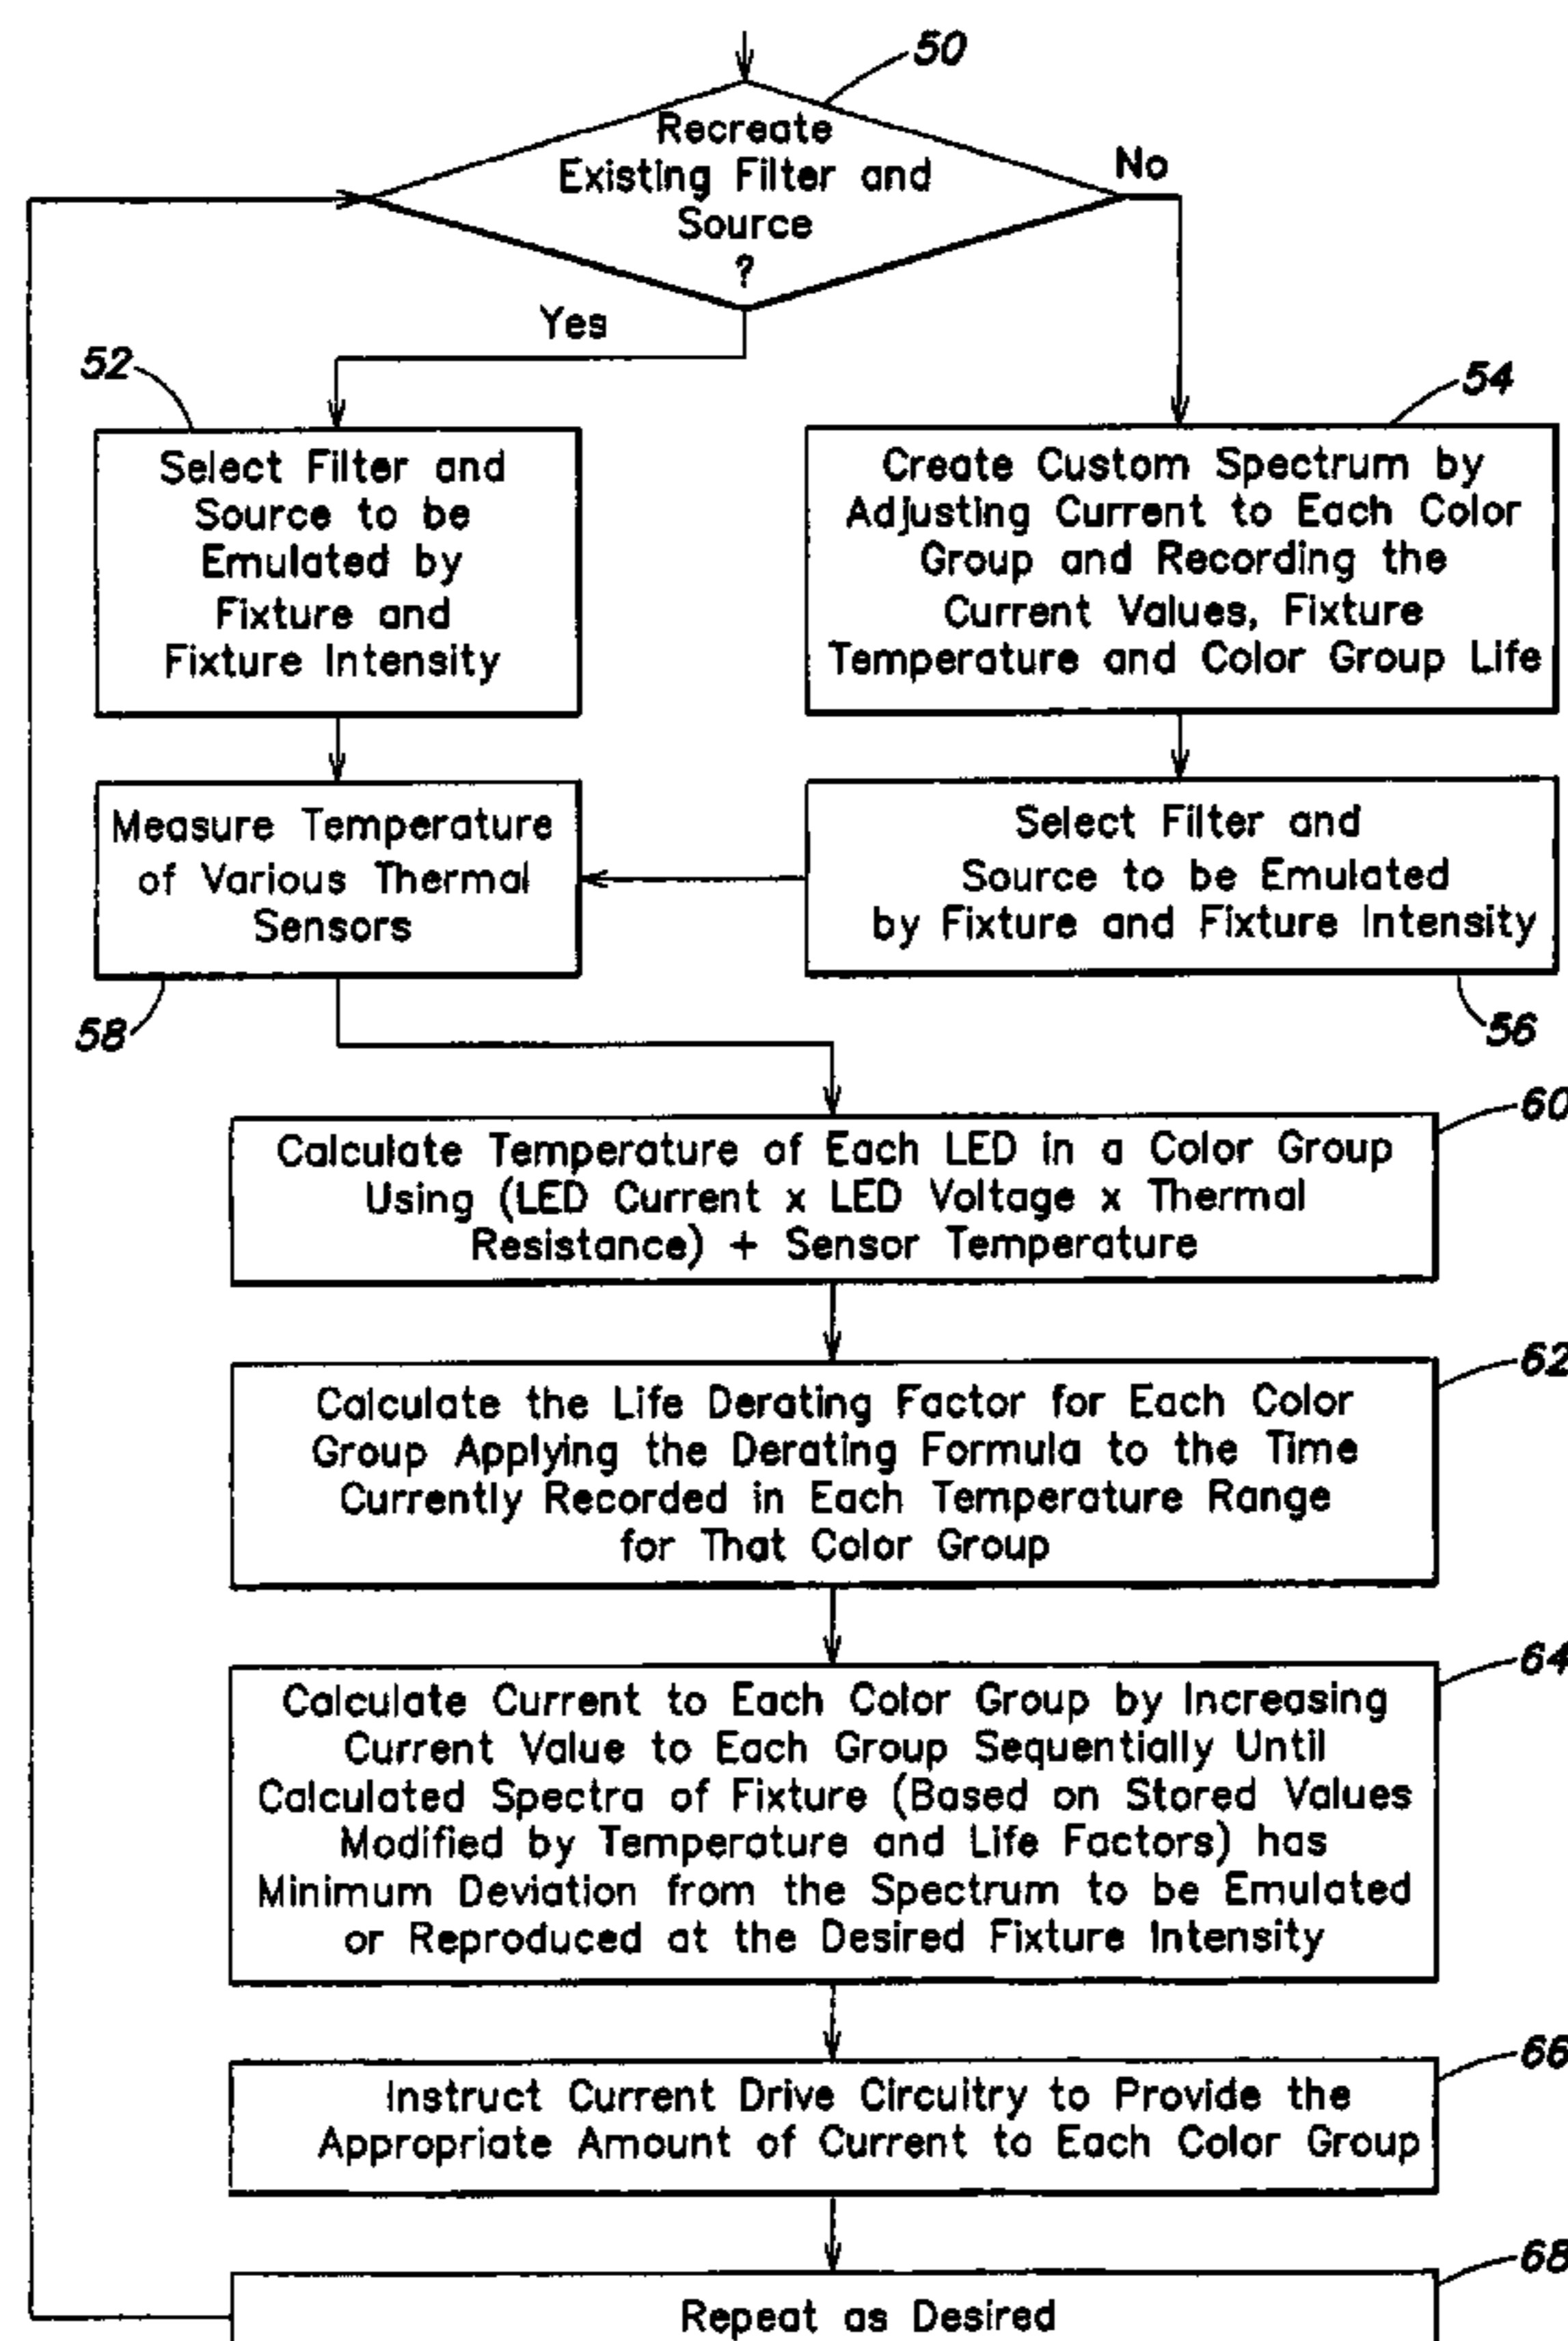 50
Recreate
Existing Filter and
Source
?
No
Yes
52
Select Filter and
Source to be
Emulated by
Fixture and
Fixture Intensity
54
Create Custom Spectrum by
Adjusting Current to Each Color
Group and Recording the
Current Values, Fixture
Temperature and Color Group Life
Measure Temperature
of Various Thermal
Sensors
58
Select Filter and
Source to be Emulated
by Fixture and Fixture Intensity
56
60
Calculate Temperature of Each LED in a Color Group
Using (LED Current x LED Voltage x Thermal
Resistance) + Sensor Temperature
62
Calculate the Life Derating Factor for Each Color
Group Applying the Derating Formula to the Time
Currently Recorded in Each Temperature Range
for That Color Group
64
Calculate Current to Each Color Group by Increasing
Current Value to Each Group Sequentially Until
Calculated Spectra of Fixture (Based on Stored Values
Modified by Temperature and Life Factors) has
Minimum Deviation from the Spectrum to be Emulated
or Reproduced at the Desired Fixture Intensity
66
Instruct Current Drive Circuitry to Provide the
Appropriate Amount of Current to Each Color Group
68
Repeat as Desired